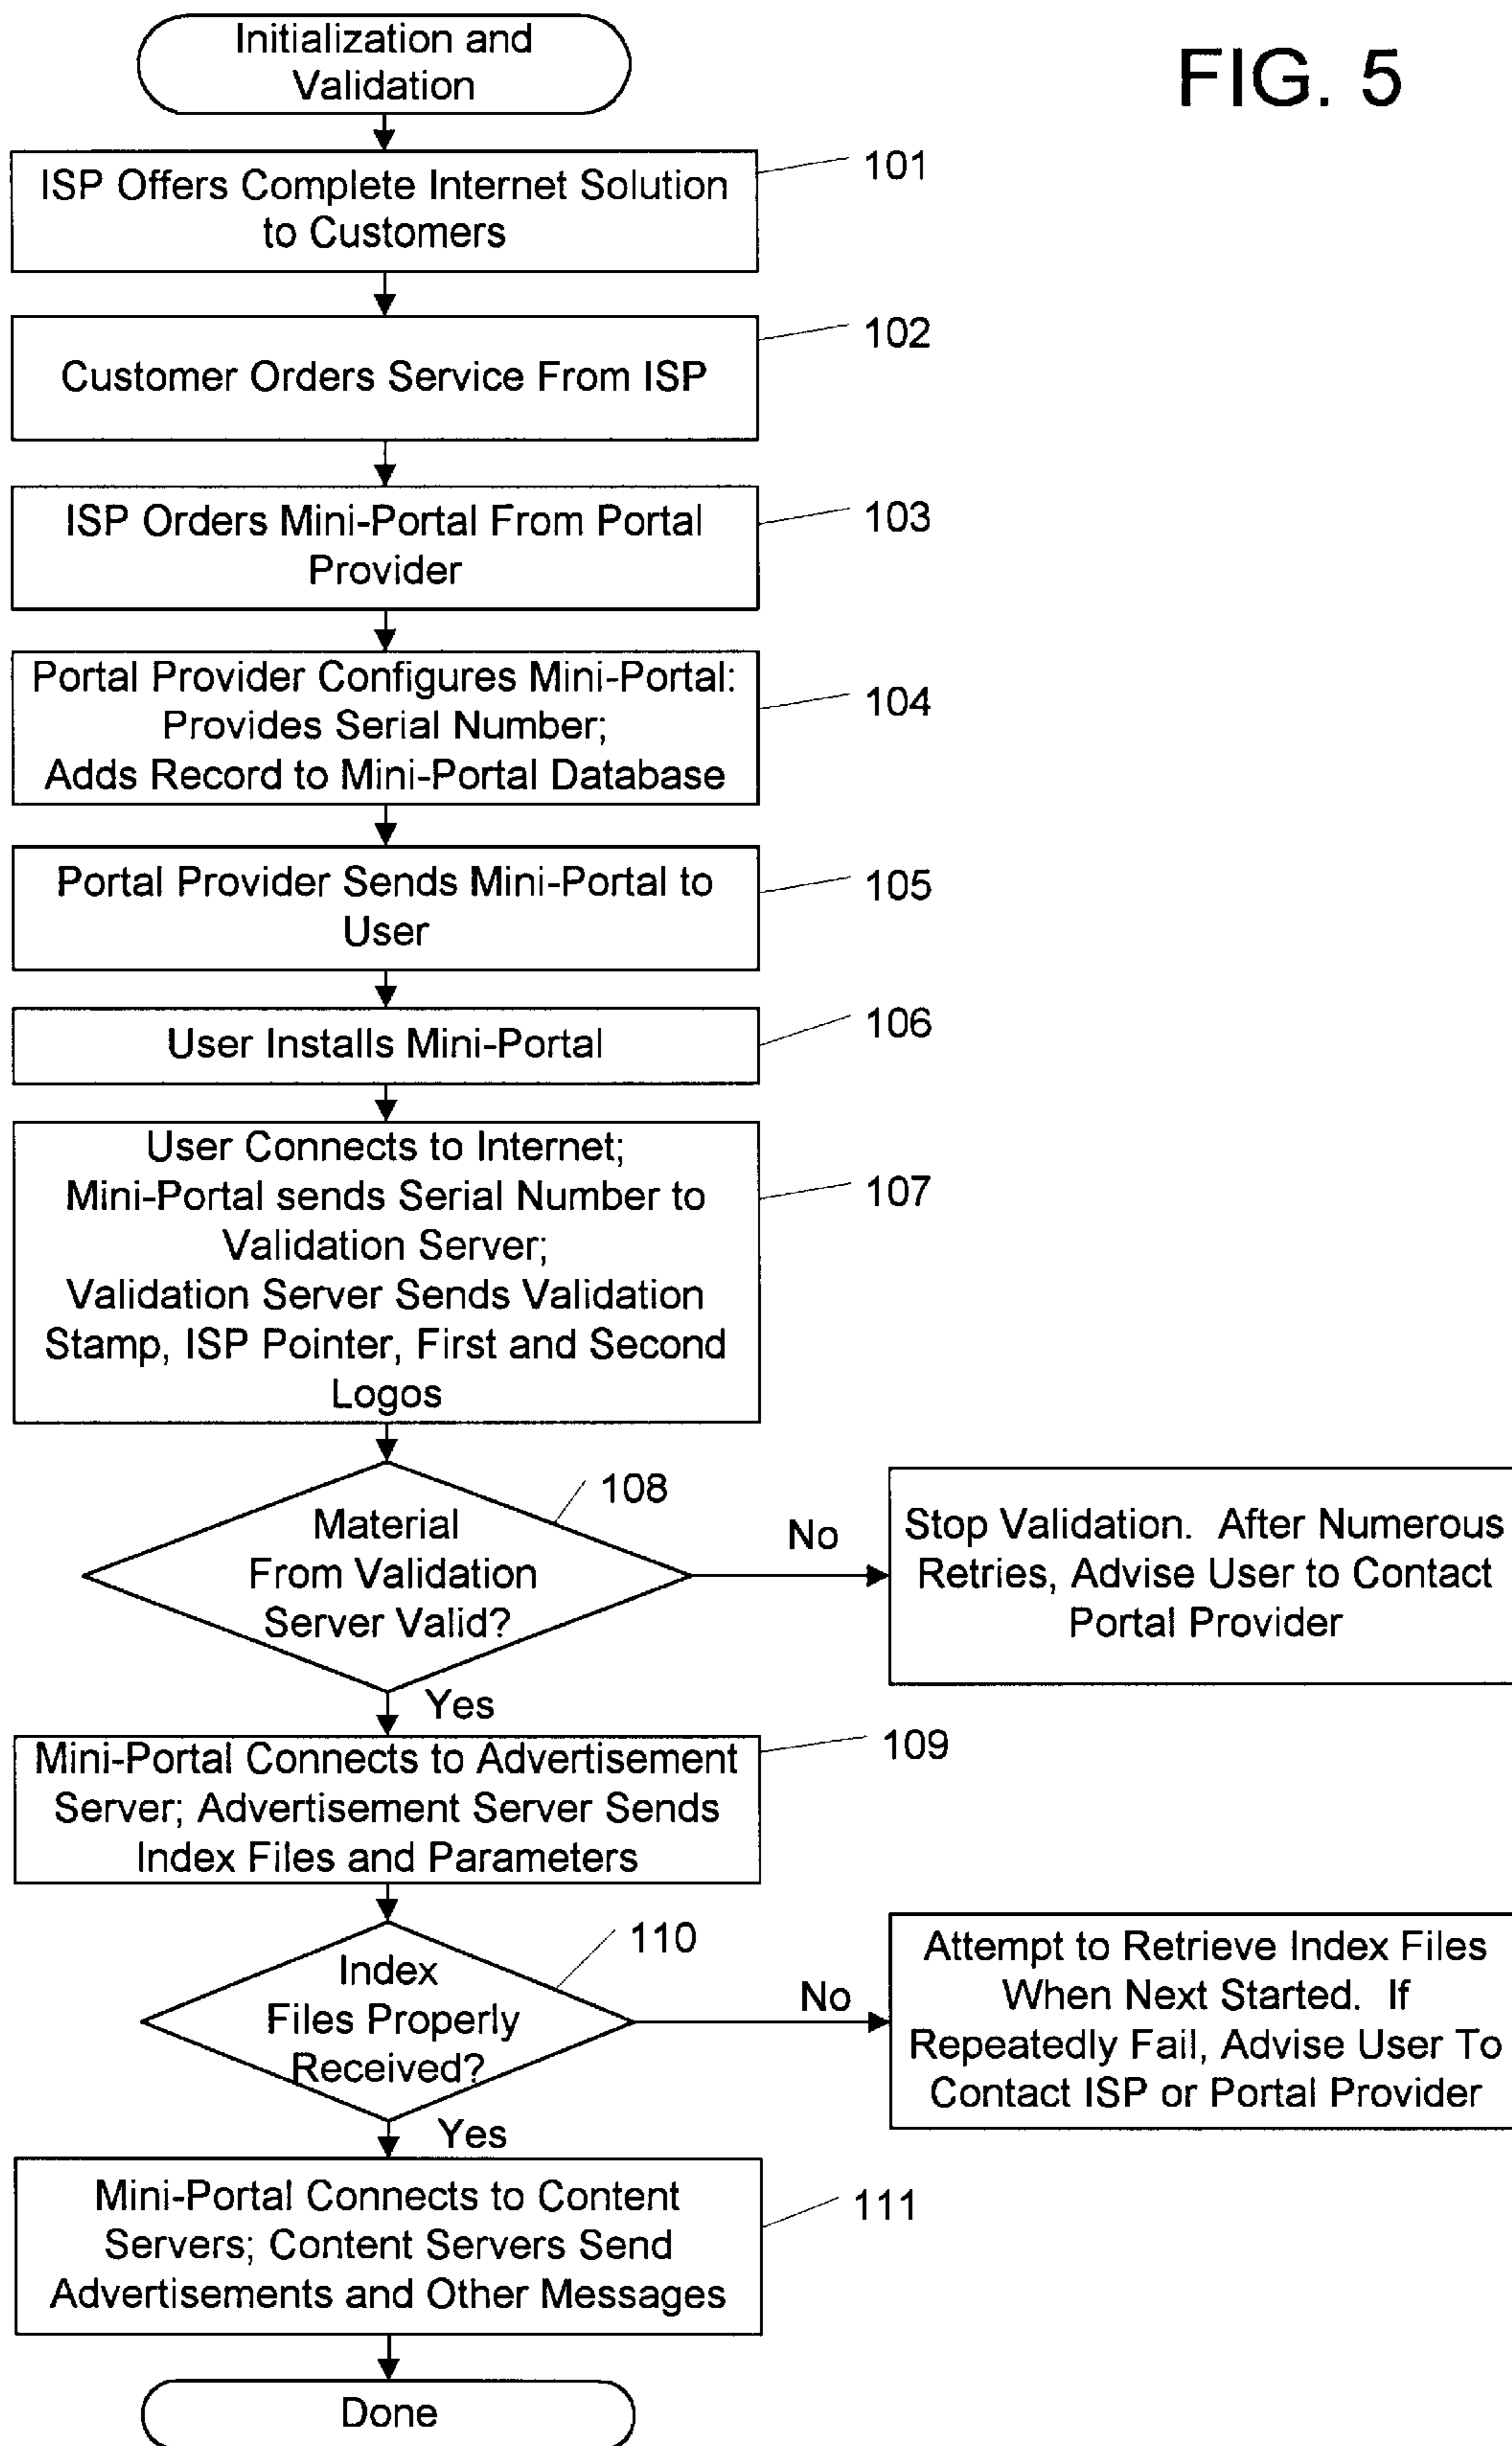 FIG. 5
Initialization and
Validation
ISP Offers Complete Internet Solution
to Customers
101
Customer Orders Service From ISP
102
ISP Orders Mini-Portal From Portal
Provider
103
Portal Provider Configures Mini-Portal:
Provides Serial Number;
Adds Record to Mini-Portal Database
104
Portal Provider Sends Mini-Portal to
User
105
User Installs Mini-Portal
106
User Connects to Internet;
Mini-Portal sends Serial Number to
Validation Server;
Validation Server Sends Validation
Stamp, ISP Pointer, First and Second
Logos
107
Material
From Validation
Server Valid?
108
No
Stop Validation. After Numerous
Retries, Advise User to Contact
Portal Provider
Yes
Mini-Portal Connects to Advertisement
Server; Advertisement Server Sends
Index Files and Parameters
109
Index
Files Properly
Received?
110
No
Attempt to Retrieve Index Files
When Next Started. If
Repeatedly Fail, Advise User To
Contact ISP or Portal Provider
Yes
Mini-Portal Connects to Content
Servers; Content Servers Send
Advertisements and Other Messages
111
Done